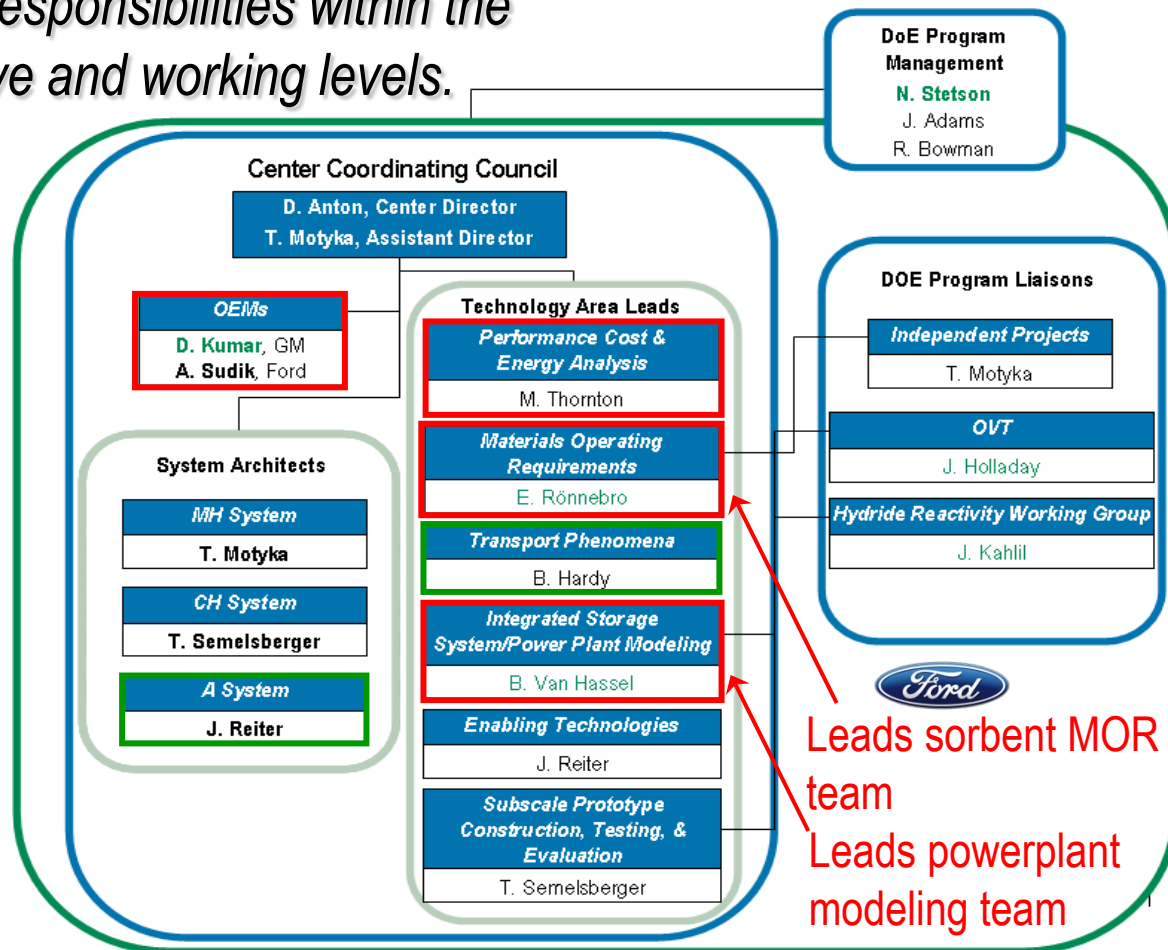 esponsibilities within the
ve and working levels.
DoE Program
Management
N. Stetson
J. Adams
R. Bowman
Center Coordinating Council
D. Anton, Center Director
T. Motyka, Assistant Director
OEMs
D. Kumar, GM
A. Sudik, Ford
System Architects
MH System
T. Motyka
CH System
T. Semelsberger
A System
J. Reiter
Technology Area Leads
Performance Cost &
Energy Analysis
M. Thornton
Materials Operating
Requirements
E. Rönnebro
Transport Phenomena
B. Hardy
Integrated Storage
System/Power Plant Modeling
B. Van Hassel
Enabling Technologies
J. Reiter
Subscale Prototype
Construction, Testing, &
Evaluation
T. Semelsberger
DOE Program Liaisons
Independent Projects
T. Motyka
OVT
J. Holladay
Hydride Reactivity Working Group
J. Kahlil
Ford
Leads sorbent MOR
team
Leads powerplant
modeling team